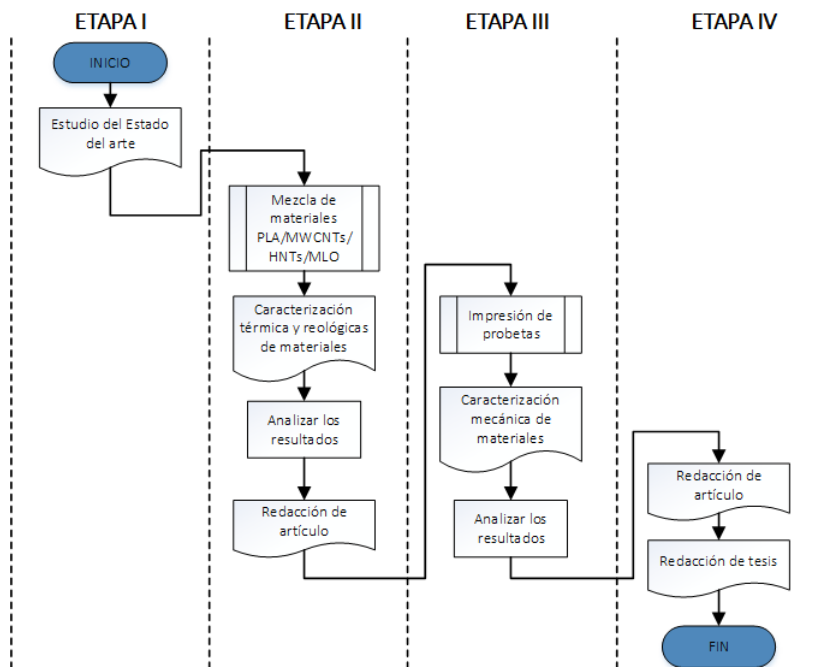 ETAPA I
ETAPA II
ETAPA III
ETAPA IV
INICIO
Estudio del Estado
del arte
Mezcla de
materiales
PLA/MWCNTs/
HNTs/MLO
Caracterización
térmica y reológicas
de materiales
Analizar los
resultados
Redacción de
artículo
Impresión de
probetas
Caracterización
mecánica de
materiales
Analizar los
resultados
Redacción de
artículo
Redacción de tesis
FIN